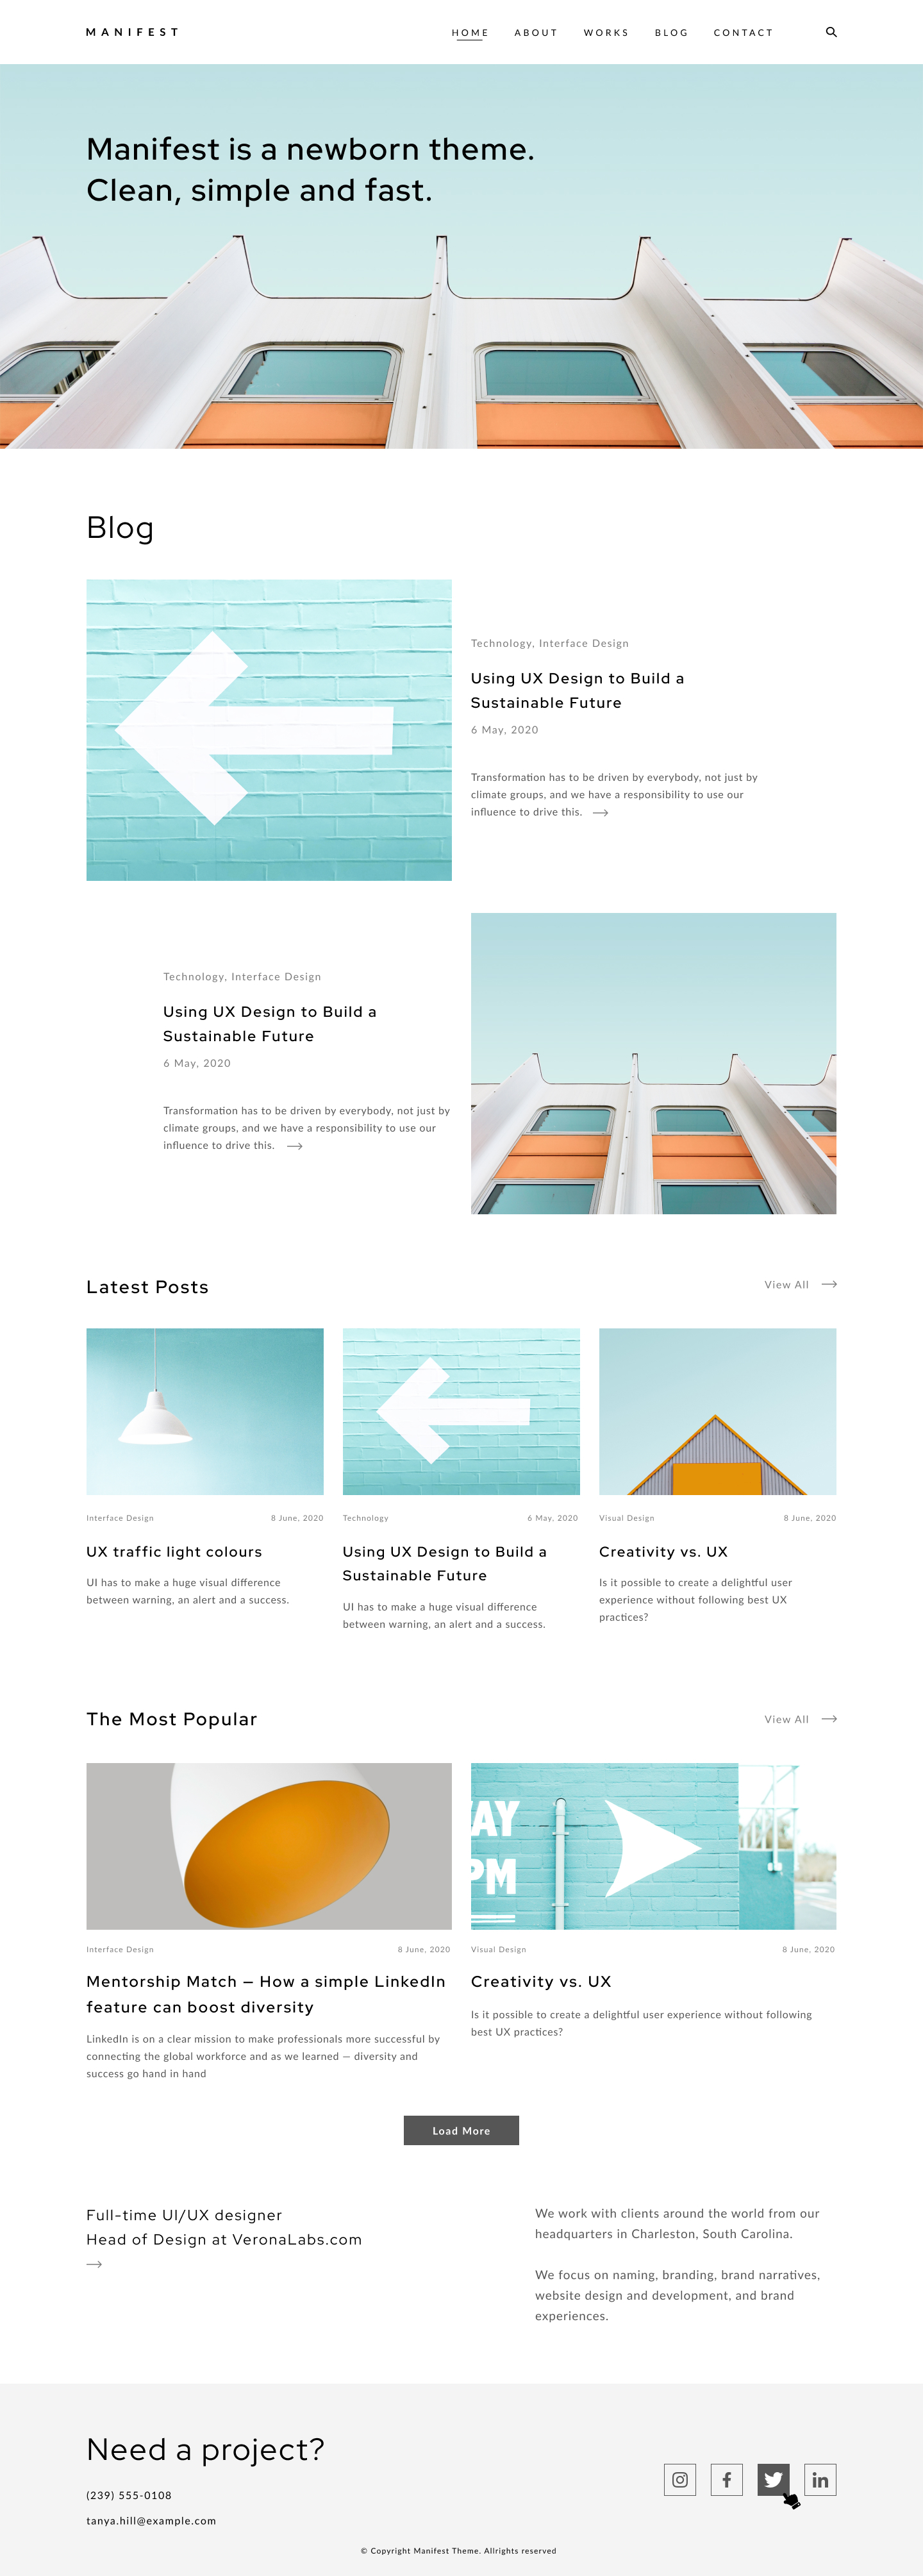 MANIFEST
HOME ABOUT WORKS BLOG CONTACT
Manifest is a newborn theme.
Clean, simple and fast.
Blog
Technology, Interface Design
Using UX Design to Build a
Sustainable Future
6 May, 2020
Transformation has to be driven by everybody, not just by
climate groups, and we have a responsibility to use our
influence to drive this.
Technology, Interface Design
Using UX Design to Build a
Sustainable Future
6 May, 2020
Transformation has to be driven by everybody, not just by
climate groups, and we have a responsibility to use our
influence to drive this.
Latest Posts
View All
Interface Design 8 June, 2020
UX traffic light colours
UI has to make a huge visual difference
between warning, an alert and a success.
Technology 6 May, 2020
Using UX Design to Build a
Sustainable Future
UI has to make a huge visual difference
between warning, an alert and a success.
Visual Design 8 June, 2020
Creativity vs. UX
Is it possible to create a delightful user
experience without following best UX
practices?
The Most Popular
View All
AY
PM
Interface Design 8 June, 2020
Mentorship Match — How a simple LinkedIn
feature can boost diversity
LinkedIn is on a clear mission to make professionals more successful by
connecting the global workforce and as we learned — diversity and
success go hand in hand
Visual Design 8 June, 2020
Creativity vs. UX
Is it possible to create a delightful user experience without following
best UX practices?
Load More
Full-time UI/UX designer
Head of Design at VeronaLabs.com
We work with clients around the world from our
headquarters in Charleston, South Carolina.
We focus on naming, branding, brand narratives,
website design and development, and brand
experiences.
Need a project?
(239) 555-0108
tanya.hill@example.com
© Copyright Manifest Theme. Allrights reserved